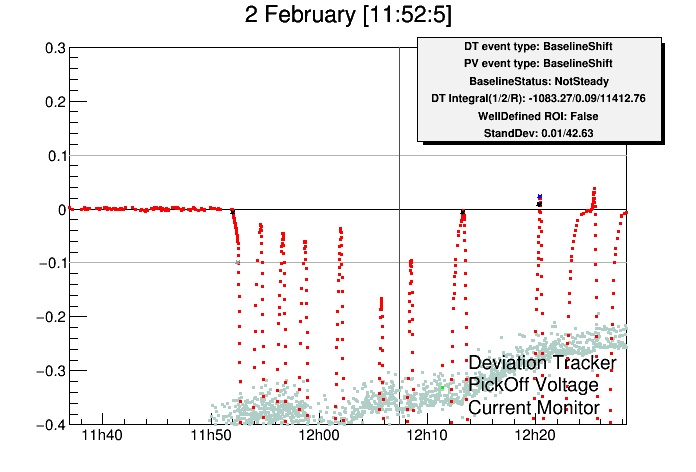 2 February [11:52:5]
DT event type: BaselineShift
PV event type: BaselineShift
BaselineStatus: NotSteady
DT Integral(1/2/R): -1083.27/0.09/11412.76
WellDefined ROI: False
StandDev: 0.01/42.63
0.3
0.2
0.1
0
−0.1
−0.2
−0.3
−0.4
Deviation Tracker
PickOff Voltage
Current Monitor
11h40 11h50 12h00 12h10 12h20